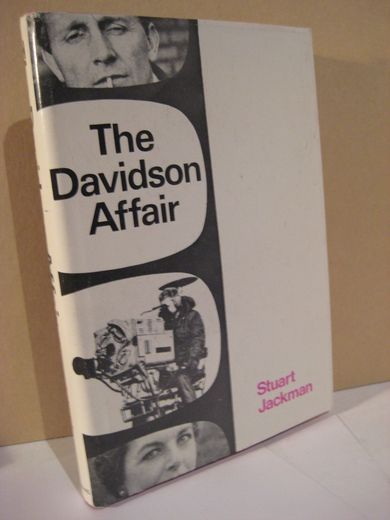 The
Davidson
Affair
Stuart
Jackman